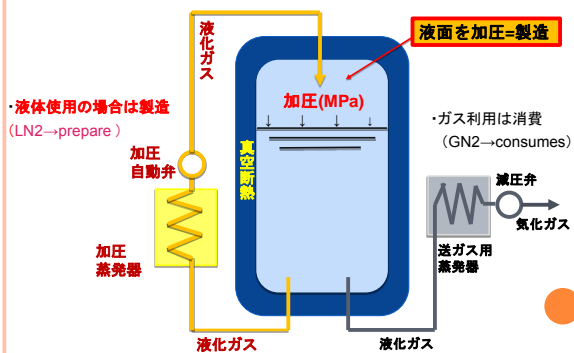 液化ガス
液面を加圧=製造
・液体使用の場合は製造
（LN2→prepare ）
加圧(MPa)
・ガス利用は消費
（GN2→consumes）
加圧
自動弁
真空断熱
減圧弁
気化ガス
送ガス用
蒸発器
加圧
蒸発器
液化ガス
液化ガス